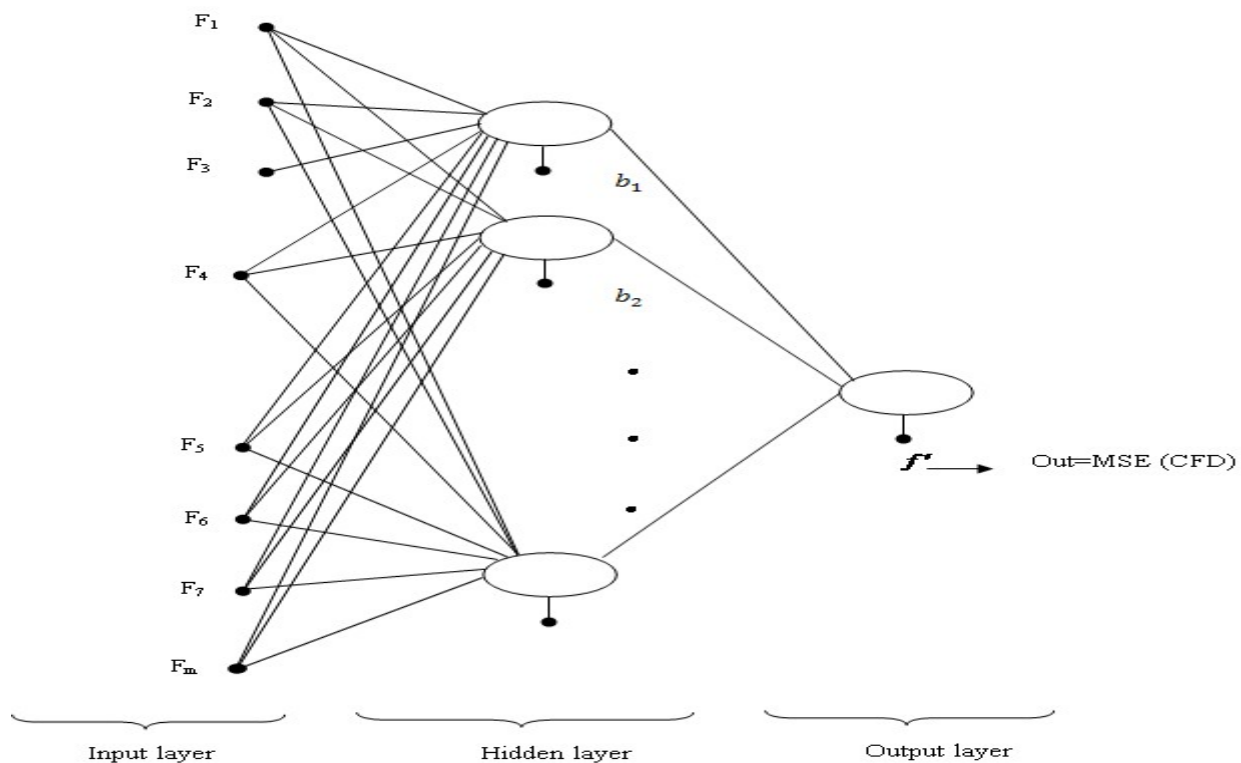 F₁
F₂
F₃
F₄
F₅
F₆
F₇
Fₘ
b₁
b₂
f
Out=MSE (CFD)
Input layer
Hidden layer
Output layer